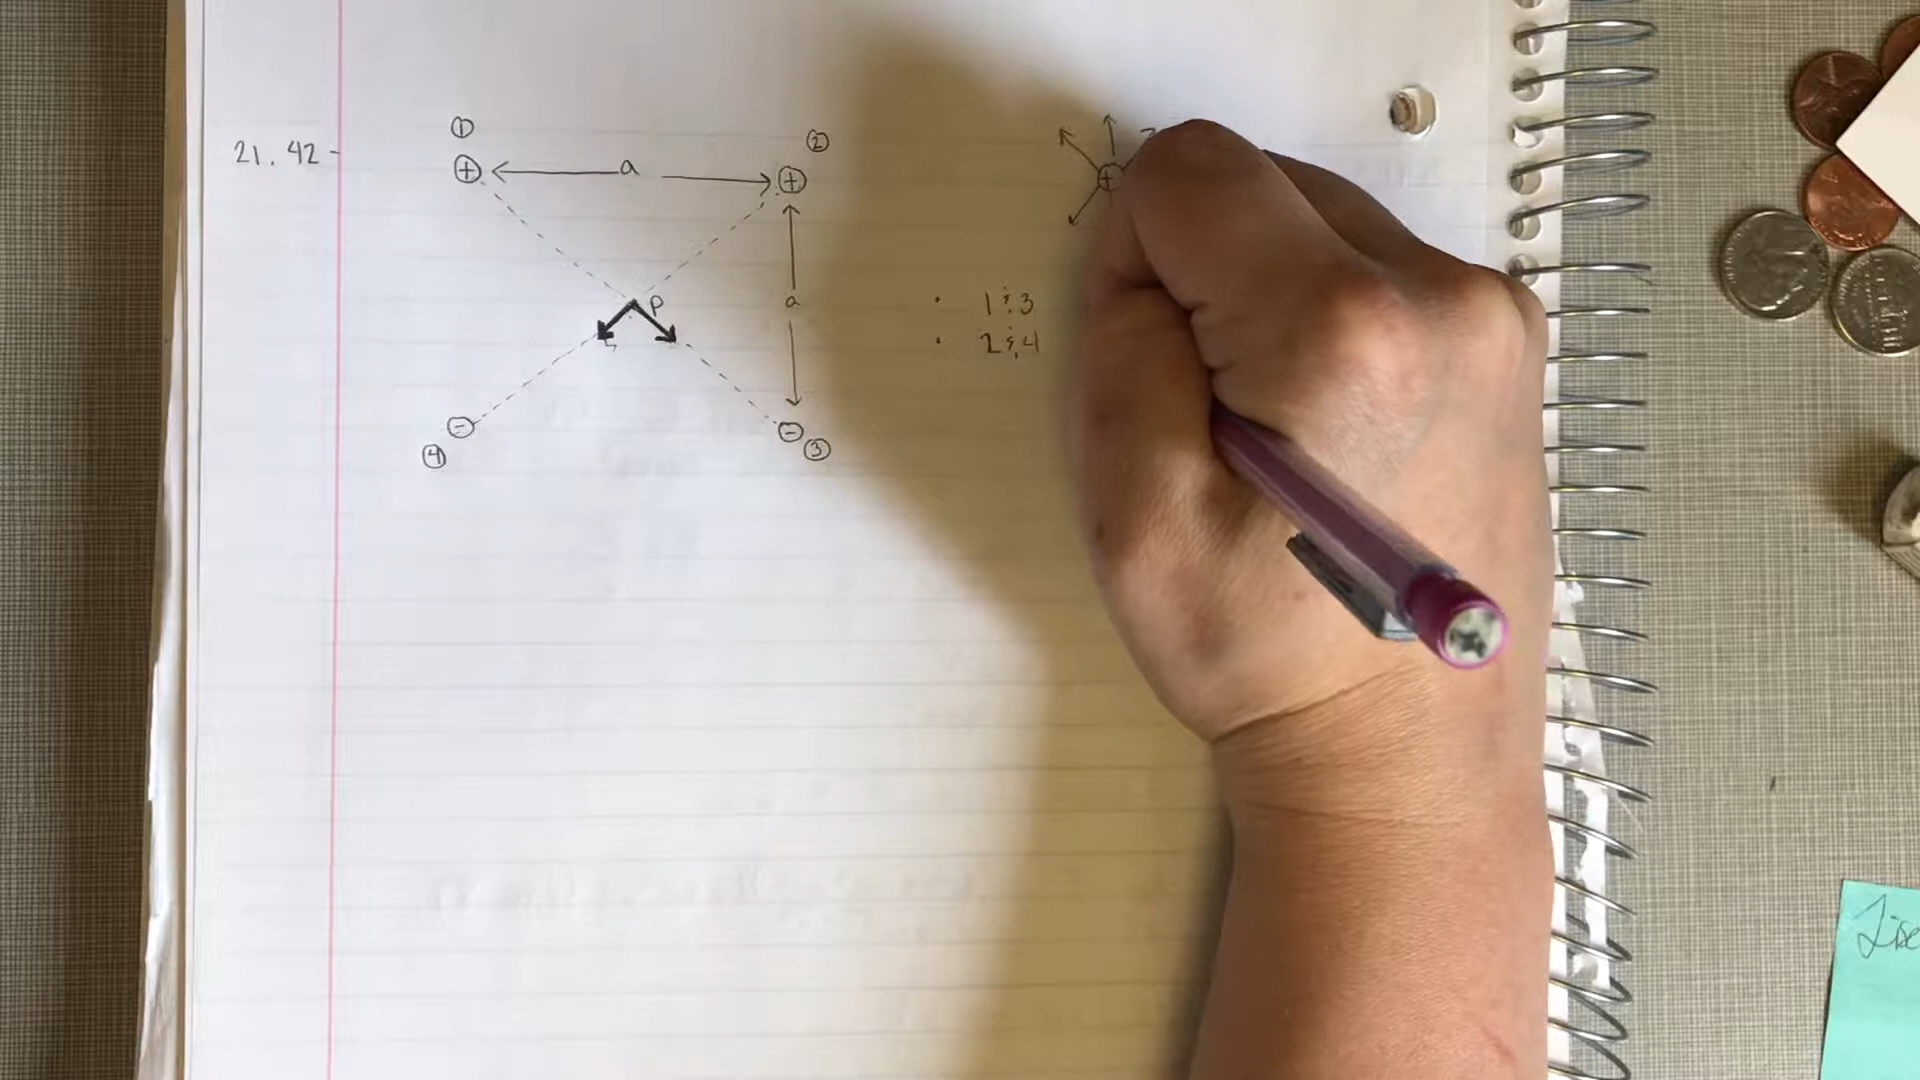 ① ②
21.42 - ⊕ a ⊕ ⊕
P a · 1 & 3
· 2 & 4
⊖ ⊖
④ ③